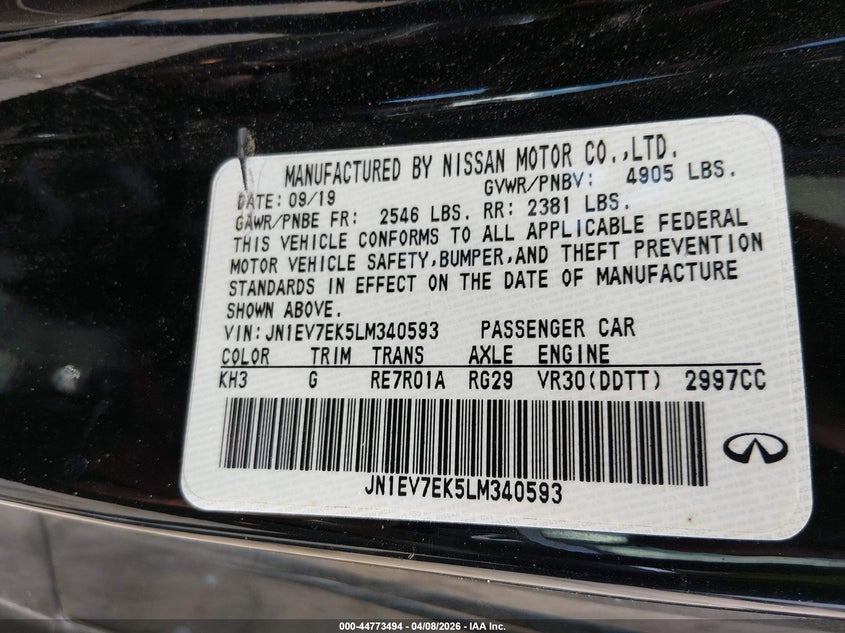 MANUFACTURED BY NISSAN MOTOR CO.,LTD.
DATE: 09/19 GVWR/PNBV: 4905 LBS.
GAWR/PNBE FR: 2546 LBS. RR: 2381 LBS.
THIS VEHICLE CONFORMS TO ALL APPLICABLE FEDERAL
MOTOR VEHICLE SAFETY,BUMPER,AND THEFT PREVENTION
STANDARDS IN EFFECT ON THE DATE OF MANUFACTURE
SHOWN ABOVE.
VIN:JN1EV7EK5LM340593 PASSENGER CAR
COLOR TRIM TRANS AXLE ENGINE
KH3 G RE7R01A RG29 VR30(DDTT) 2997CC
JN1EV7EK5LM340593
000-44773494 - 04/08/2026 - IAA Inc.